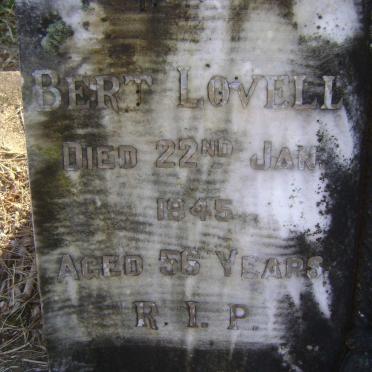 BERT LOVELL
DIED 22ND JAN
1945
AGED 56 YEARS
R. I. P.